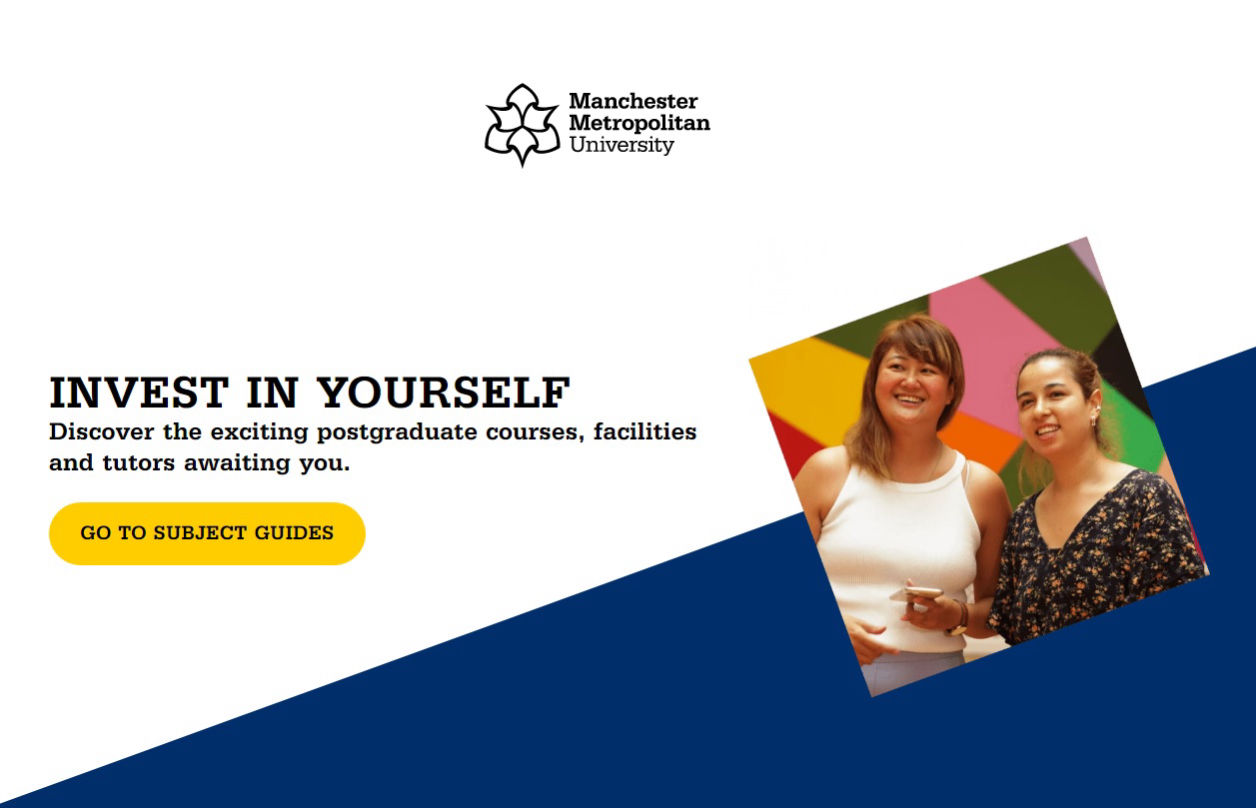 Manchester
Metropolitan
University
INVEST IN YOURSELF
Discover the exciting postgraduate courses, facilities
and tutors awaiting you.
GO TO SUBJECT GUIDES